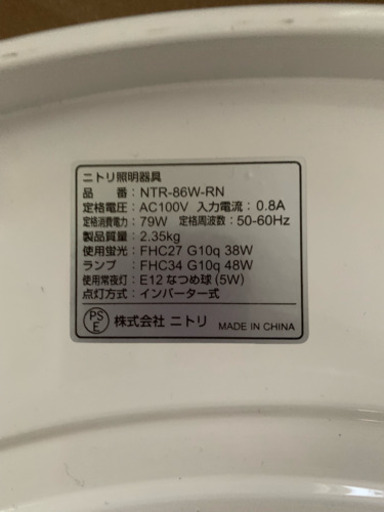 ニトリ照明器具
品 番：NTR-86W-RN
定格電圧：AC100V 入力電流：0.8A
定格消費電力：79W 定格周波数：50-60Hz
製品質量：2.35kg
使用蛍光：FHC27 G10q 38W
ランプ：FHC34 G10q 48W
使用常夜灯：E12 なつめ球(5W)
点灯方式：インバーター式
PSE 株式会社 ニトリ MADE IN CHINA